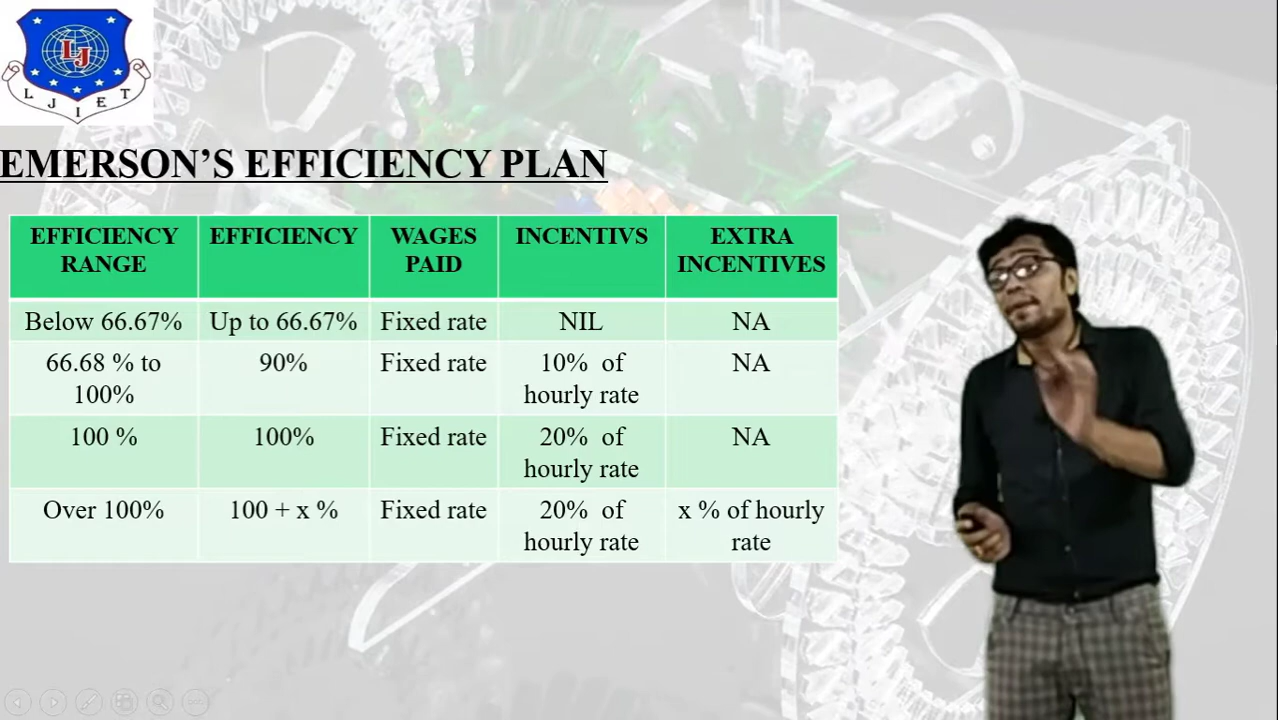 LJ
L J I E T
EMERSON’S EFFICIENCY PLAN
EFFICIENCY RANGE EFFICIENCY WAGES PAID INCENTIVS EXTRA INCENTIVES
Below 66.67% Up to 66.67% Fixed rate NIL NA
66.68 % to 100% 90% Fixed rate 10% of hourly rate NA
100 % 100% Fixed rate 20% of hourly rate NA
Over 100% 100 + x % Fixed rate 20% of hourly rate x % of hourly rate